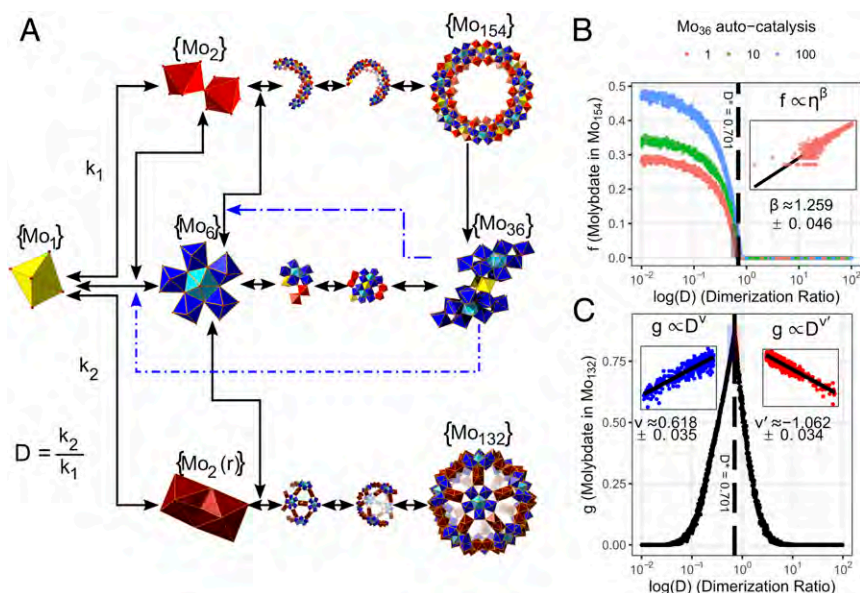 A
{Mo2}
{Mo154}
k1
{Mo1}
{Mo6}
{Mo36}
k2
D = k2/k1
{Mo2 (r)}
{Mo132}
B
Mo36 auto−catalysis
1 10 100
f (Molybdate in Mo154)
0.5
0.4
0.3
0.2
0.1
0.0
D* = 0.701
f ∝ η^β
β ≈1.259
± 0.046
10^−2 10^−1 10^0 10^1 10^2
log(D) (Dimerization Ratio)
C
g (Molybdate in Mo132)
0.75
0.50
0.25
0.00
g ∝D^ν
g ∝D^ν′
ν ≈0.618
± 0.035
ν′ ≈−1.062
± 0.034
D* = 0.701
10^−2 10^−1 10^0 10^1 10^2
log(D) (Dimerization Ratio)